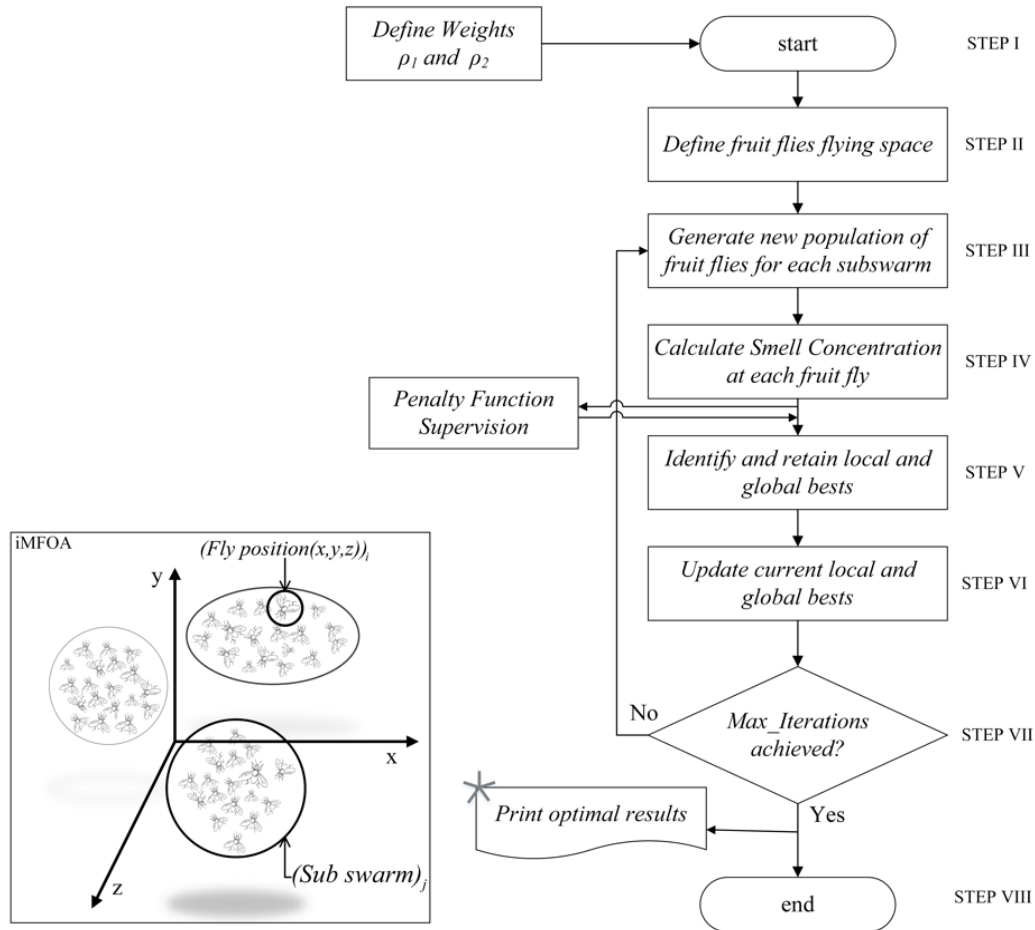 Define Weights
ρ1 and ρ2
start
STEP I
Define fruit flies flying space
STEP II
Generate new population of
fruit flies for each subswarm
STEP III
Calculate Smell Concentration
at each fruit fly
STEP IV
Penalty Function
Supervision
Identify and retain local and
global bests
STEP V
Update current local and
global bests
STEP VI
No
Max_Iterations
achieved?
STEP VII
Yes
Print optimal results
end
STEP VIII
iMFOA
(Fly position(x,y,z))i
y
x
z
(Sub swarm)j